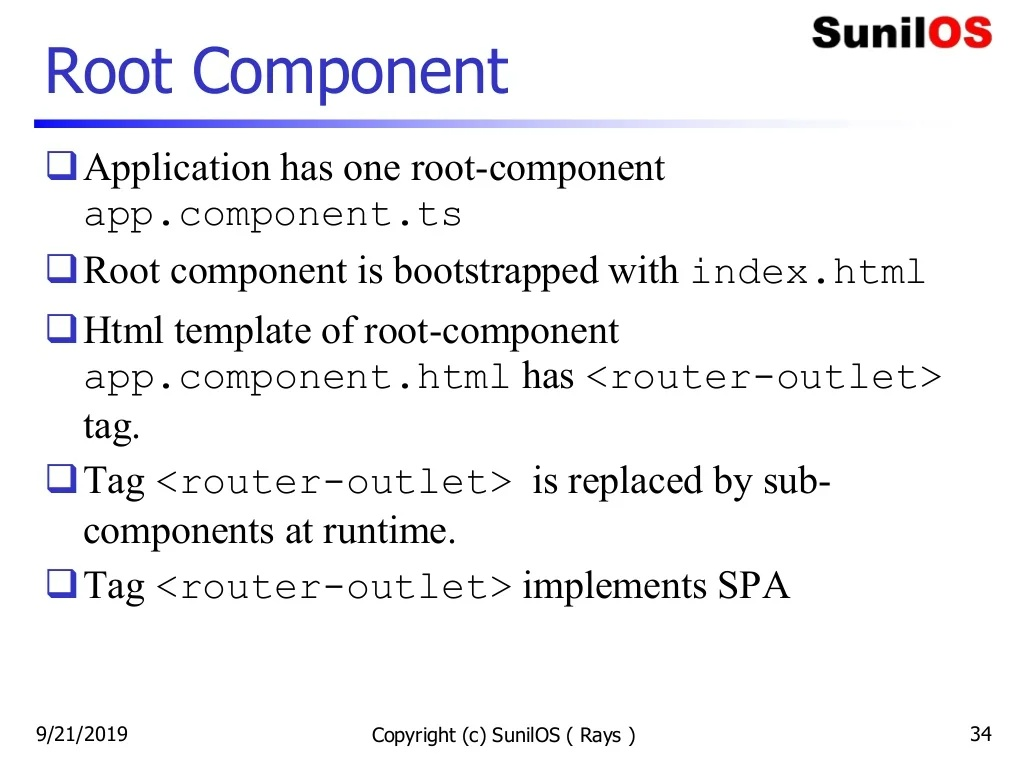 SunilOS
Root Component
Application has one root-component
app.component.ts
Root component is bootstrapped with index.html
Html template of root-component
app.component.html has <router-outlet>
tag.
Tag <router-outlet> is replaced by sub-
components at runtime.
Tag <router-outlet> implements SPA
9/21/2019
Copyright (c) SunilOS ( Rays )
34